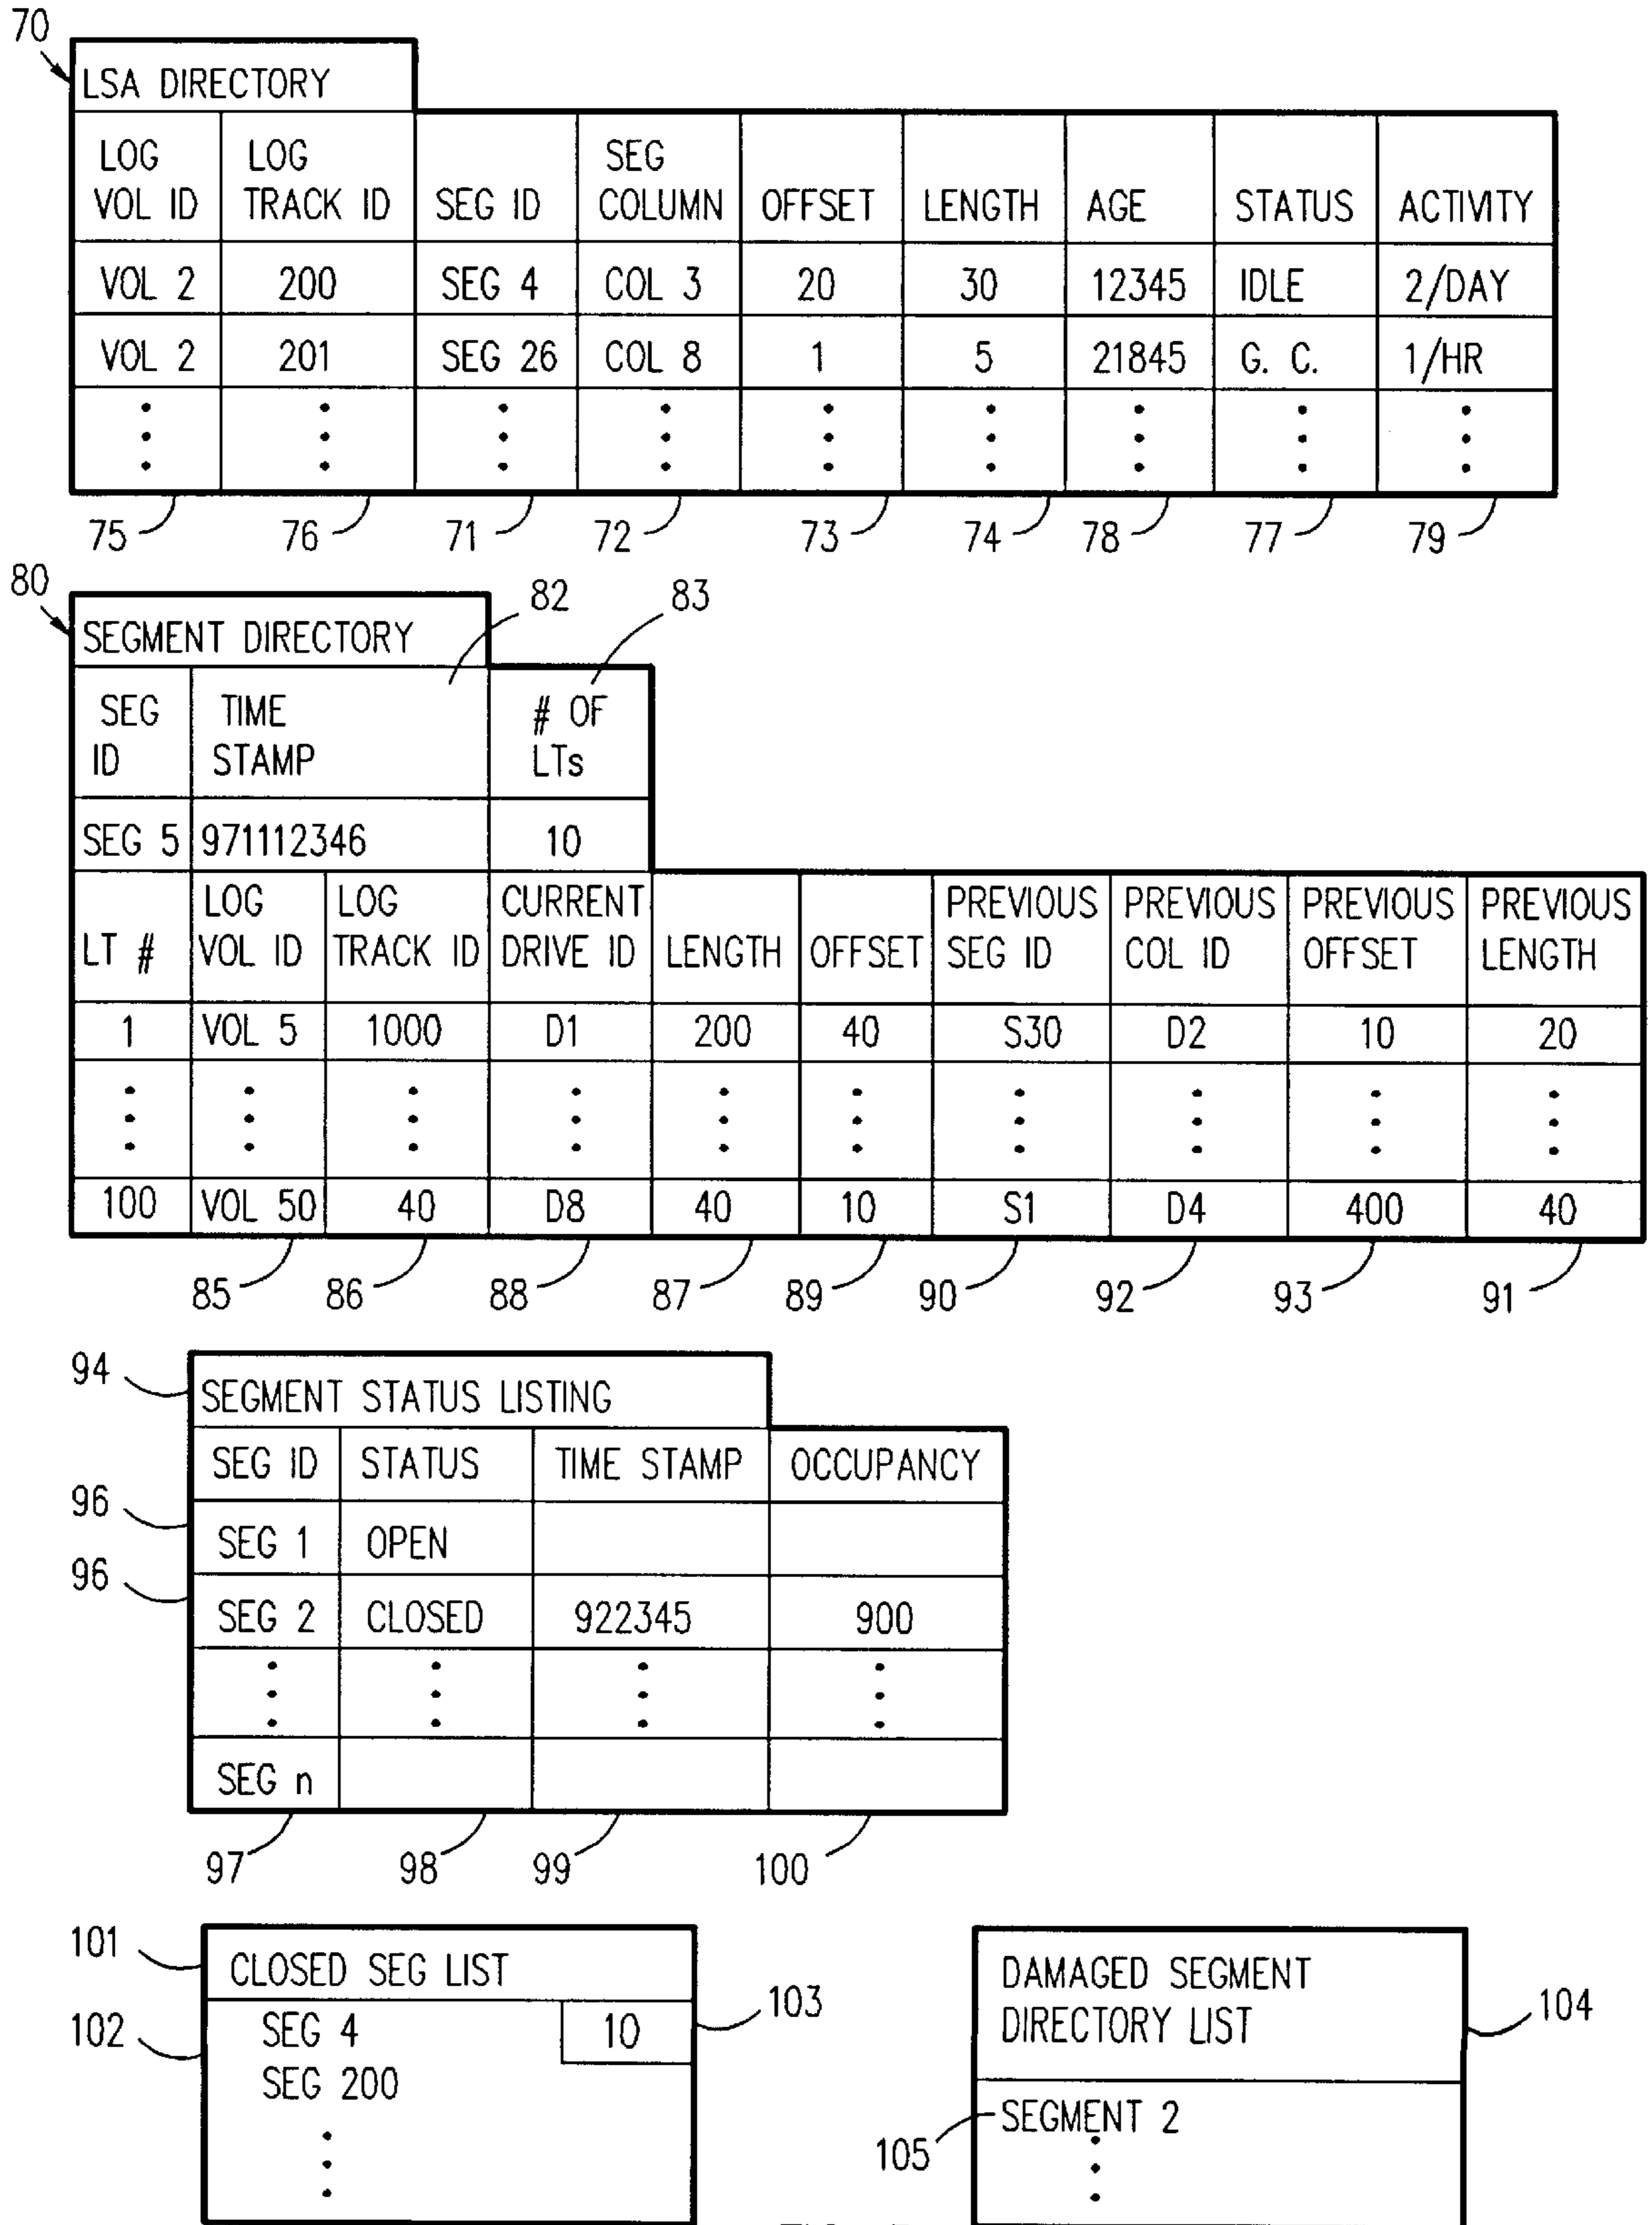 70
LSA DIRECTORY
LOG VOL ID LOG TRACK ID SEG ID SEG COLUMN OFFSET LENGTH AGE STATUS ACTIVITY
VOL 2 200 SEG 4 COL 3 20 30 12345 IDLE 2/DAY
VOL 2 201 SEG 26 COL 8 1 5 21845 G. C. 1/HR
75 76 71 72 73 74 78 77 79
80 82 83
SEGMENT DIRECTORY
SEG ID TIME STAMP # OF LTs
SEG 5 971112346 10
LT # LOG VOL ID LOG TRACK ID CURRENT DRIVE ID LENGTH OFFSET PREVIOUS SEG ID PREVIOUS COL ID PREVIOUS OFFSET PREVIOUS LENGTH
1 VOL 5 1000 D1 200 40 S30 D2 10 20
100 VOL 50 40 D8 40 10 S1 D4 400 40
85 86 88 87 89 90 92 93 91
94
SEGMENT STATUS LISTING
SEG ID STATUS TIME STAMP OCCUPANCY
96
SEG 1 OPEN
96
SEG 2 CLOSED 922345 900
SEG n
97 98 99 100
101
CLOSED SEG LIST
102
SEG 4 10 103
SEG 200
DAMAGED SEGMENT
DIRECTORY LIST
104
SEGMENT 2
105